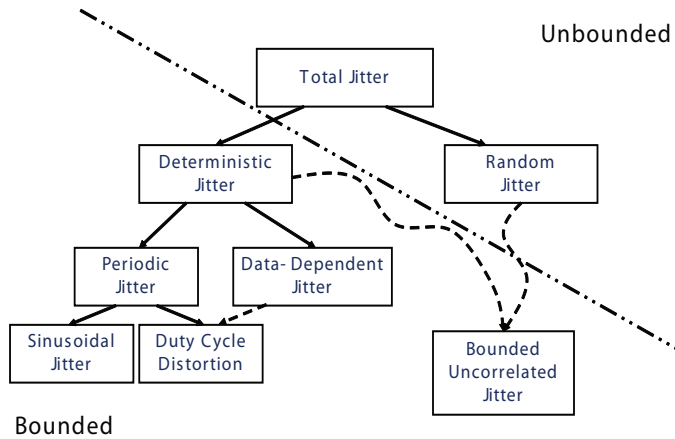 Unbounded
Total Jitter
Deterministic
Jitter
Random
Jitter
Periodic
Jitter
Data- Dependent
Jitter
Sinusoidal
Jitter
Duty Cycle
Distortion
Bounded
Uncorrelated
Jitter
Bounded